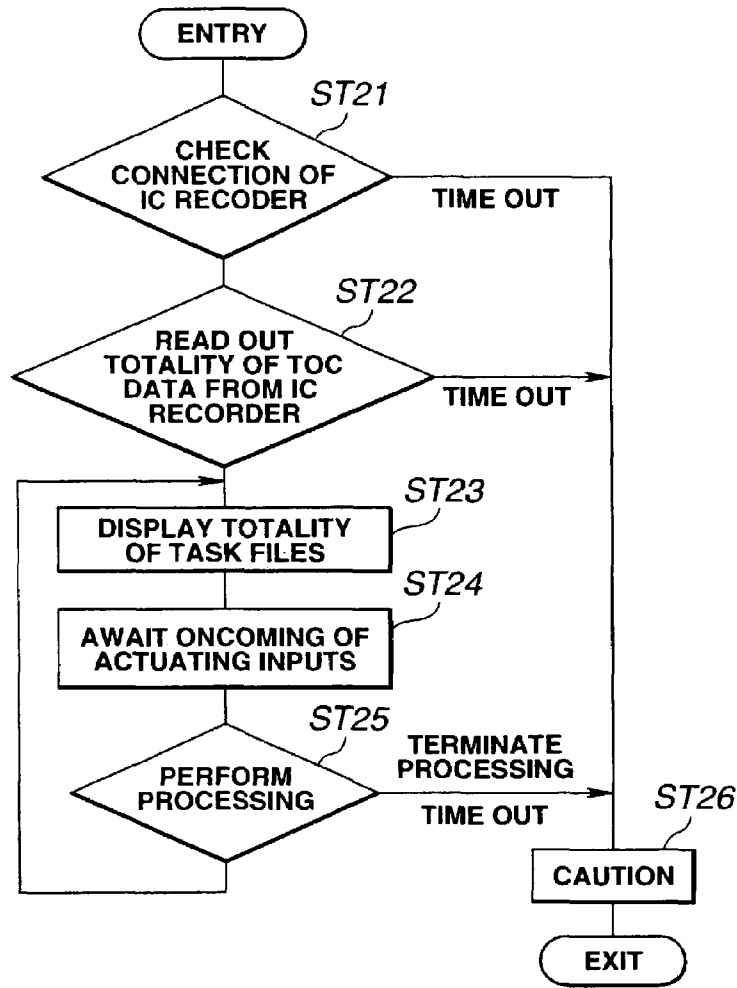 ENTRY
ST21
CHECK
CONNECTION OF
IC RECODER
TIME OUT
ST22
READ OUT
TOTALITY OF TOC
DATA FROM IC
RECORDER
TIME OUT
ST23
DISPLAY TOTALITY
OF TASK FILES
ST24
AWAIT ONCOMING OF
ACTUATING INPUTS
ST25
PERFORM
PROCESSING
TERMINATE
PROCESSING
TIME OUT
ST26
CAUTION
EXIT